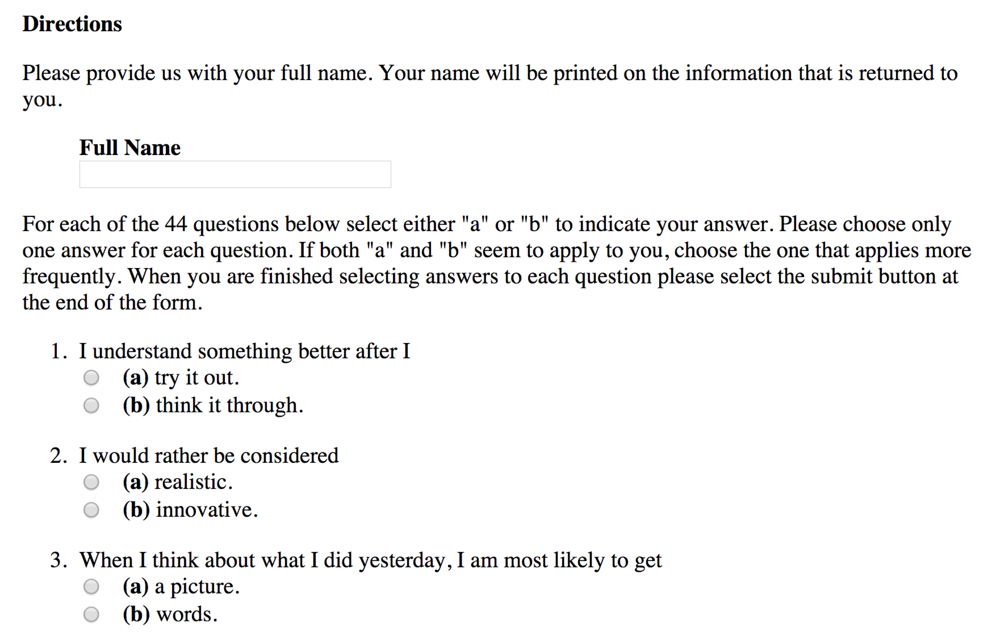 Directions
Please provide us with your full name. Your name will be printed on the information that is returned to
you.
Full Name
For each of the 44 questions below select either "a" or "b" to indicate your answer. Please choose only
one answer for each question. If both "a" and "b" seem to apply to you, choose the one that applies more
frequently. When you are finished selecting answers to each question please select the submit button at
the end of the form.
1. I understand something better after I
(a) try it out.
(b) think it through.
2. I would rather be considered
(a) realistic.
(b) innovative.
3. When I think about what I did yesterday, I am most likely to get
(a) a picture.
(b) words.